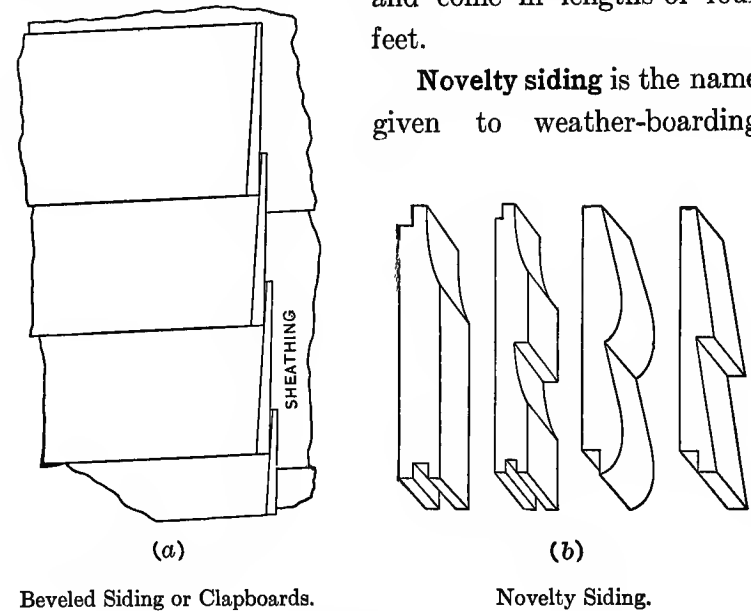 and come in lengths of four
feet.
Novelty siding is the name
given to weather-boarding
SHEATHING
(a)
(b)
Beveled Siding or Clapboards.
Novelty Siding.